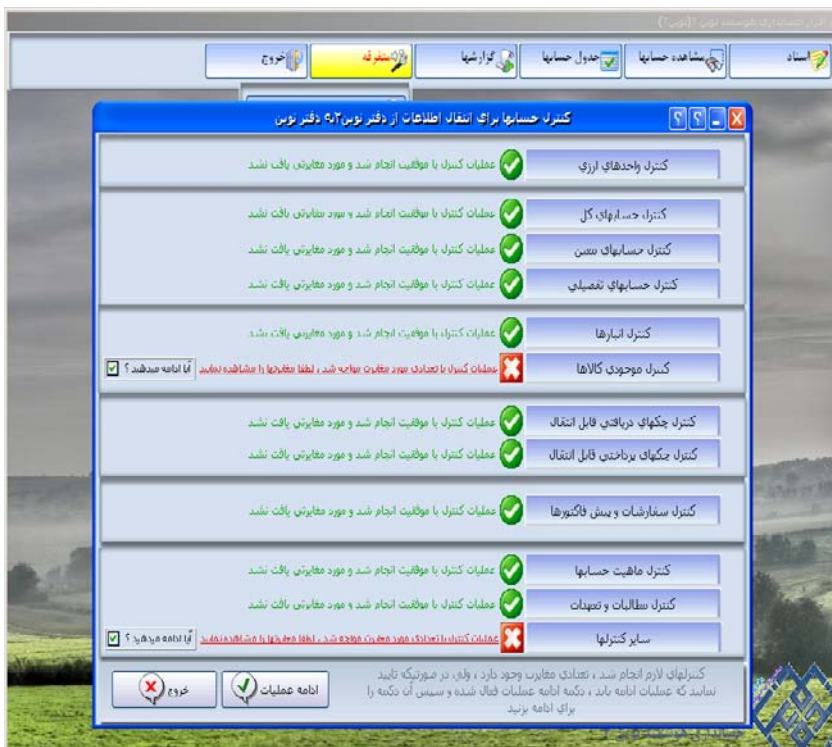 افزار حسابداری هوشمند نوین ۲(نوین۲)
اسناد
مشاهده حسابها
جدول حسابها
گزارشها
متفرقه
خروج
کنترل حسابها برای انتقال اطلاعات از دفتر نوین۲به دفتر نوین
کنترل واحدهای ارزی
عملیات کنترل با موفقیت انجام شد و مورد مغایرتی یافت نشد
کنترل حسابهای کل
عملیات کنترل با موفقیت انجام شد و مورد مغایرتی یافت نشد
کنترل حسابهای معین
عملیات کنترل با موفقیت انجام شد و مورد مغایرتی یافت نشد
کنترل حسابهای تفصیلی
عملیات کنترل با موفقیت انجام شد و مورد مغایرتی یافت نشد
کنترل انبارها
عملیات کنترل با موفقیت انجام شد و مورد مغایرتی یافت نشد
کنترل موجودی کالاها
عملیات کنترل با تعدادی مورد مغایرت مواجه شد ، لطفا مغایرتها را مشاهده نمایید
آیا ادامه میدهید ؟
کنترل چکهای دریافتی قابل انتقال
عملیات کنترل با موفقیت انجام شد و مورد مغایرتی یافت نشد
کنترل چکهای پرداختی قابل انتقال
عملیات کنترل با موفقیت انجام شد و مورد مغایرتی یافت نشد
کنترل سفارشات و پیش فاکتورها
عملیات کنترل با موفقیت انجام شد و مورد مغایرتی یافت نشد
کنترل ماهیت حسابها
عملیات کنترل با موفقیت انجام شد و مورد مغایرتی یافت نشد
کنترل مطالبات و تعهدات
عملیات کنترل با موفقیت انجام شد و مورد مغایرتی یافت نشد
سایر کنترلها
عملیات کنترل با تعدادی مورد مغایرت مواجه شد ، لطفا مغایرتها را مشاهده نمایید
آیا ادامه میدهید ؟
کنترلهای لازم انجام شد ، تعدادی مغایرت وجود دارد ، ولی در صورتیکه تایید
نمایید که عملیات ادامه یابد ، دکمه ادامه عملیات فعال شده و سپس آن دکمه را
برای ادامه بزنید
ادامه عملیات
خروج